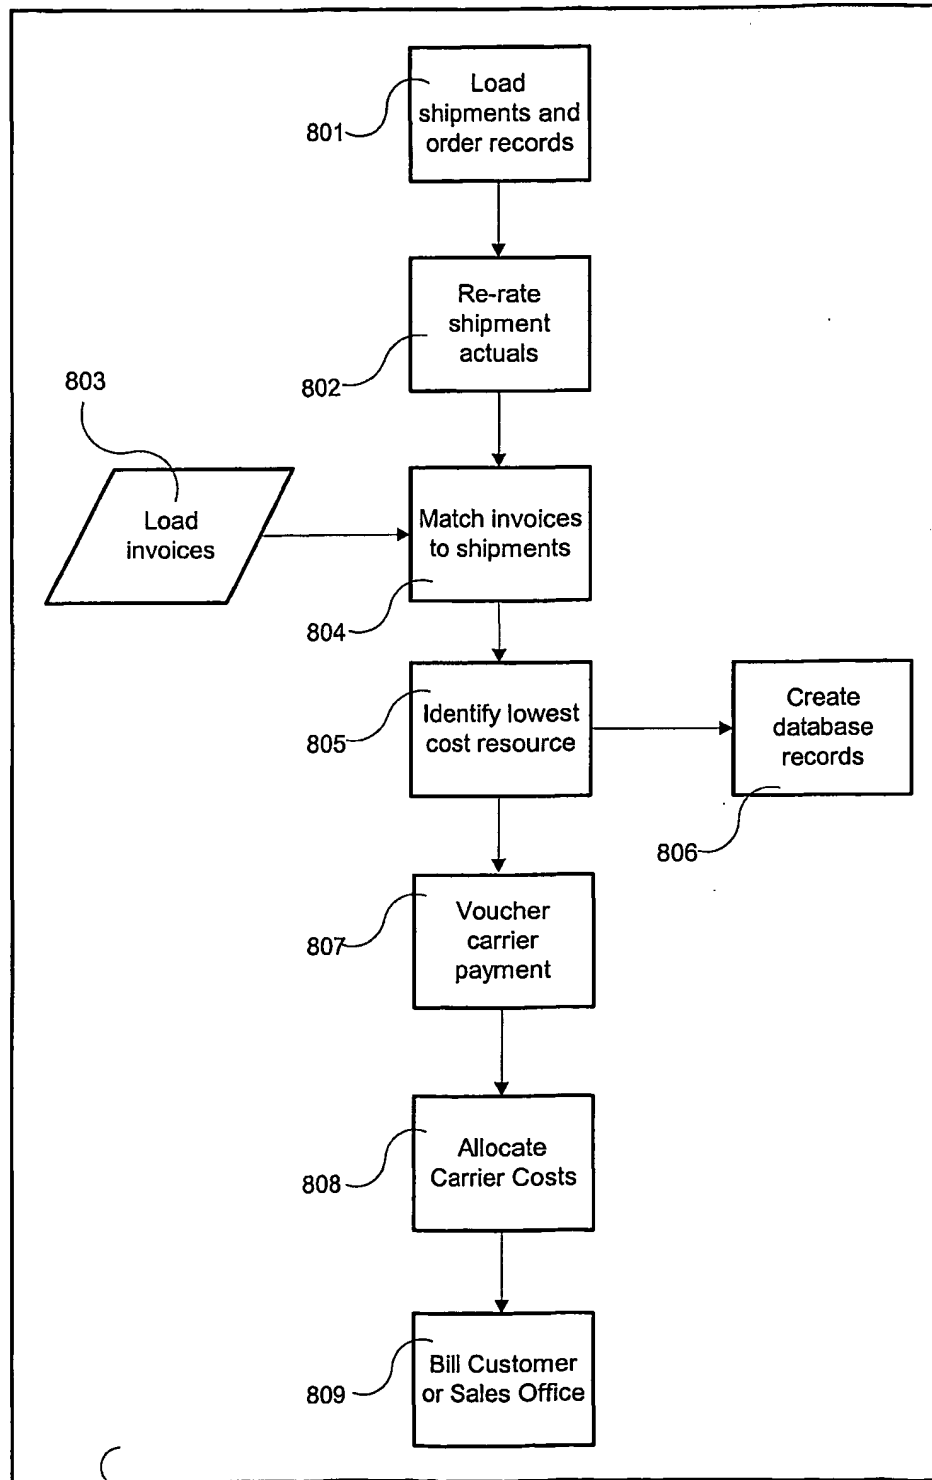 Load
shipments and
order records
801
Re-rate
shipment
actuals
802
803
Load
invoices
Match invoices
to shipments
804
Identify lowest
cost resource
805
Create
database
records
806
Voucher
carrier
payment
807
Allocate
Carrier Costs
808
Bill Customer
or Sales Office
809